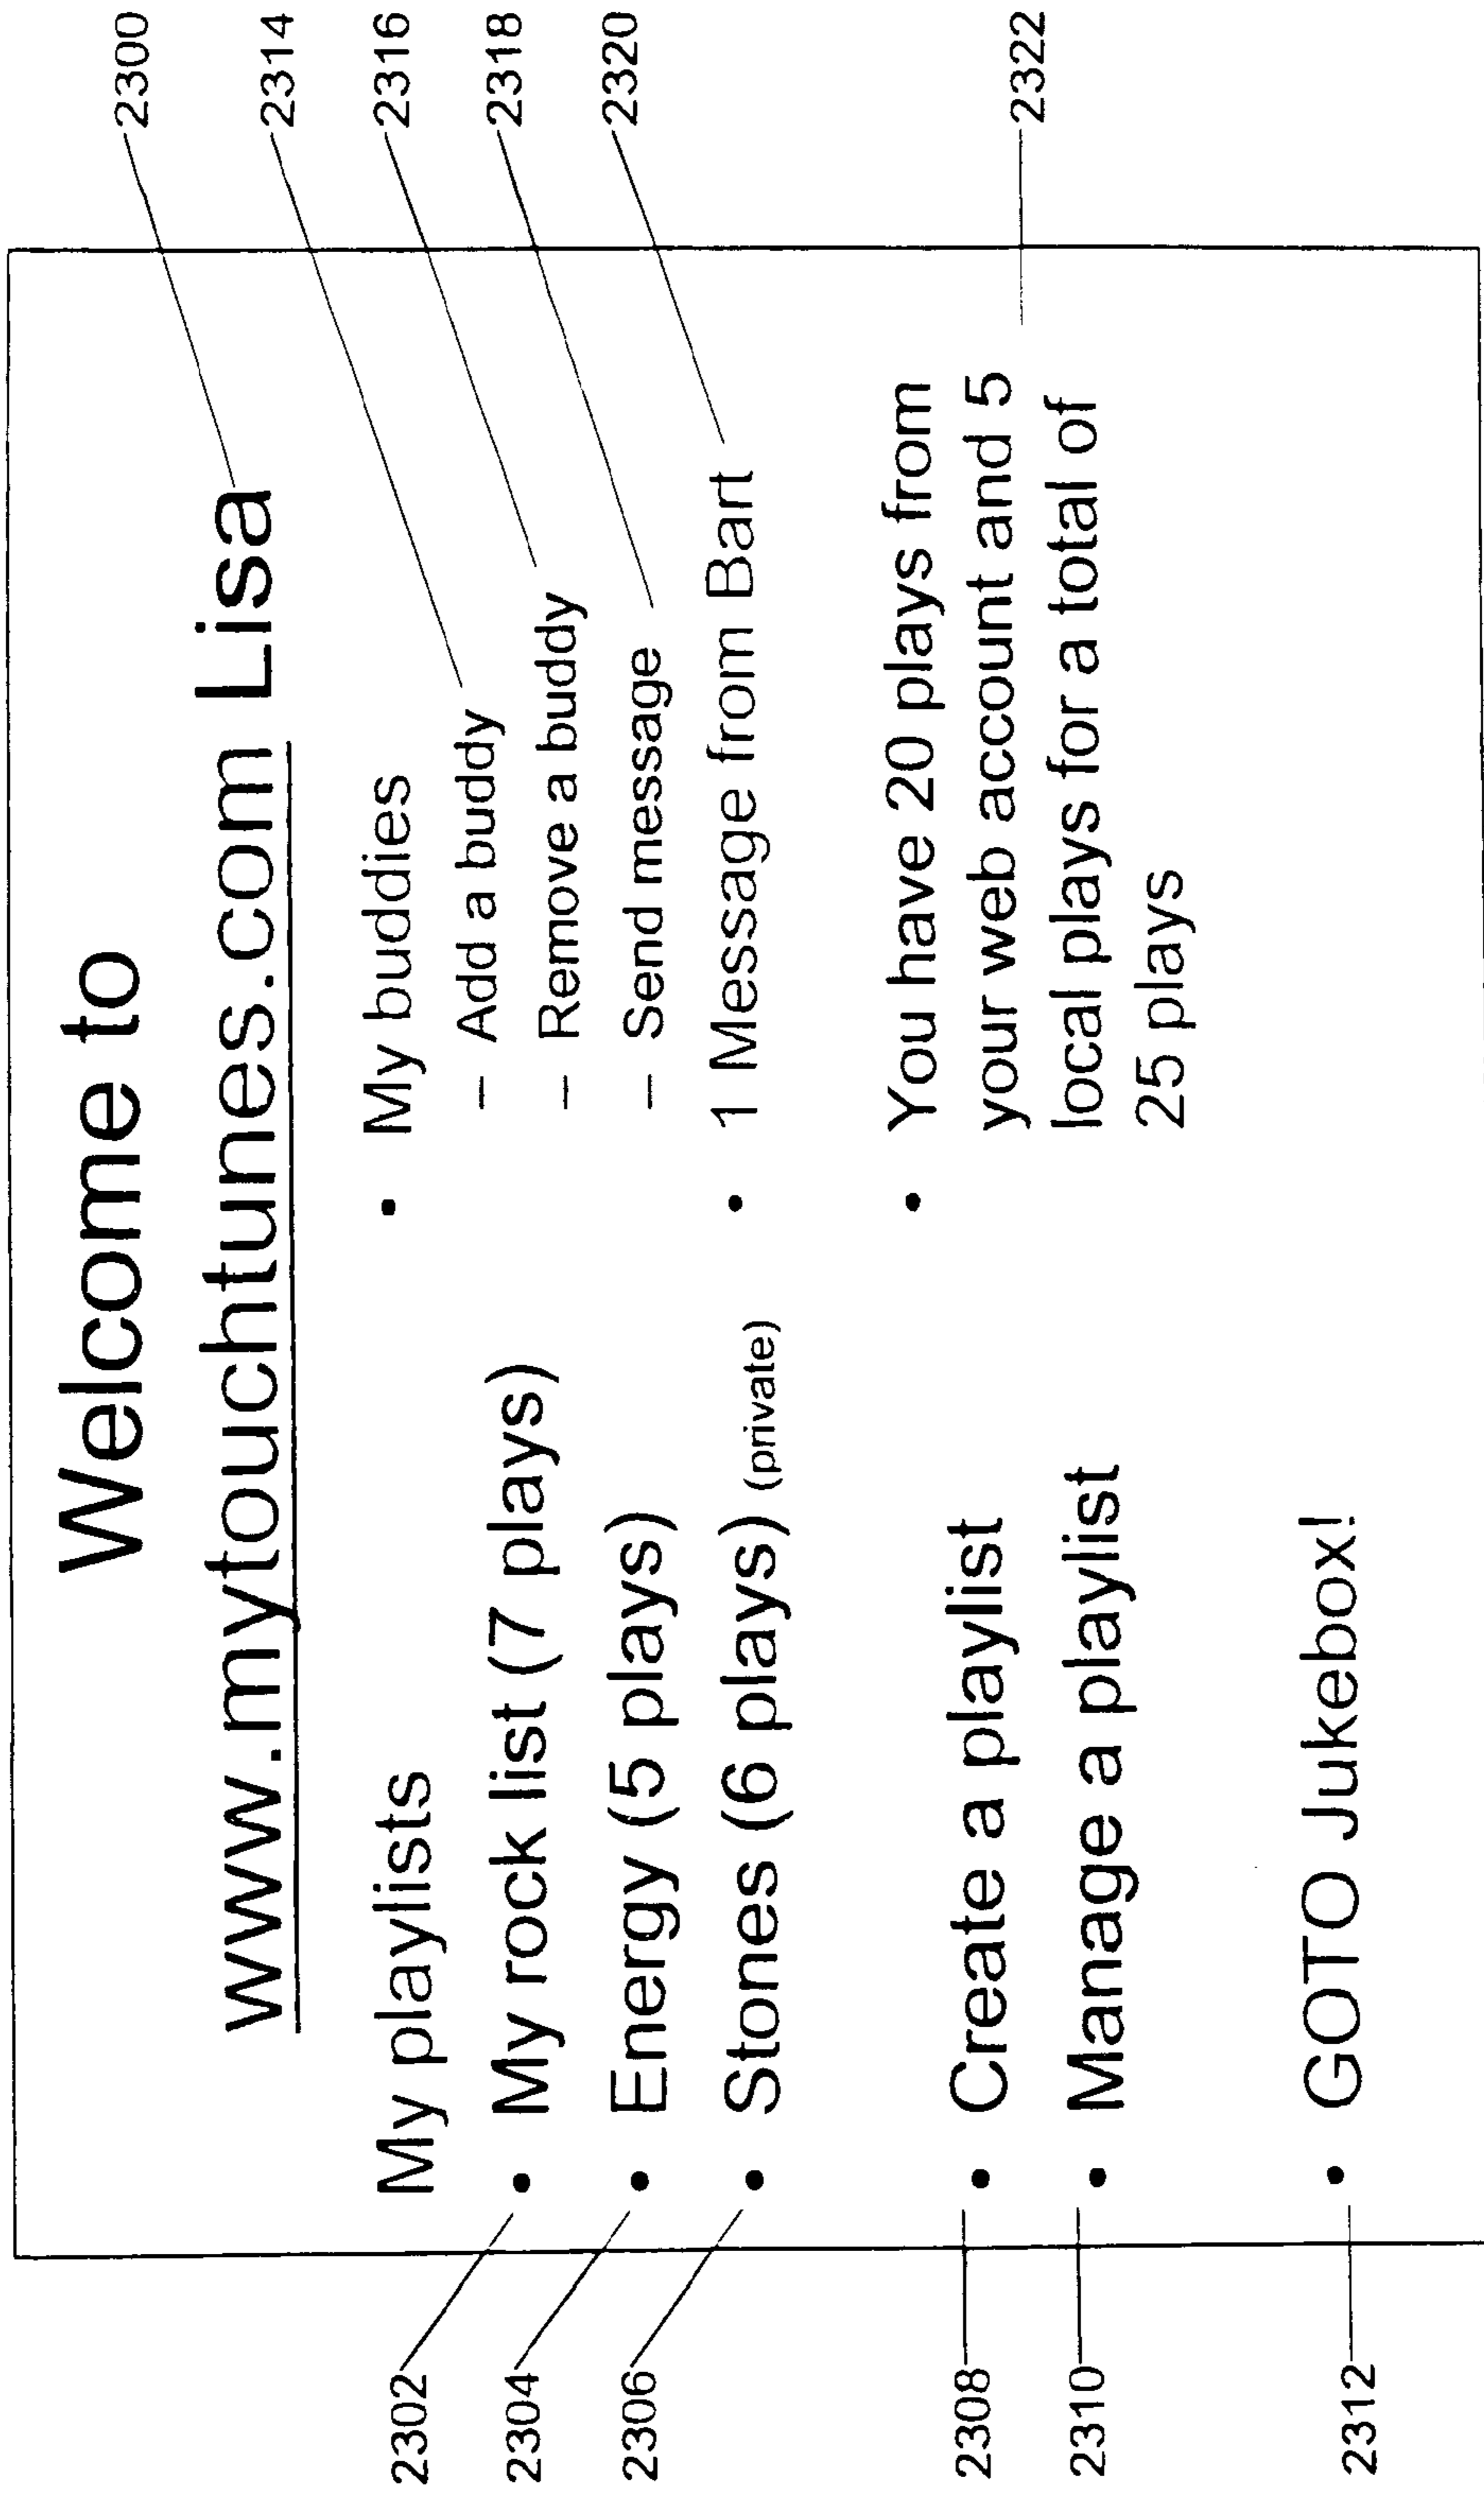 Welcome to
www.mytouchtunes.com Lisa
2300
My playlists
2302
• My rock list (7 plays)
2304
• Energy (5 plays)
2306
• Stones (6 plays) (private)
2308
• Create a playlist
2310
• Manage a playlist
2312
• GOTO Jukebox!
• My buddies
– Add a buddy
2314
– Remove a buddy
2316
– Send message
2318
• 1 Message from Bart
2320
• You have 20 plays from
your web account and 5
local plays for a total of
25 plays
2322